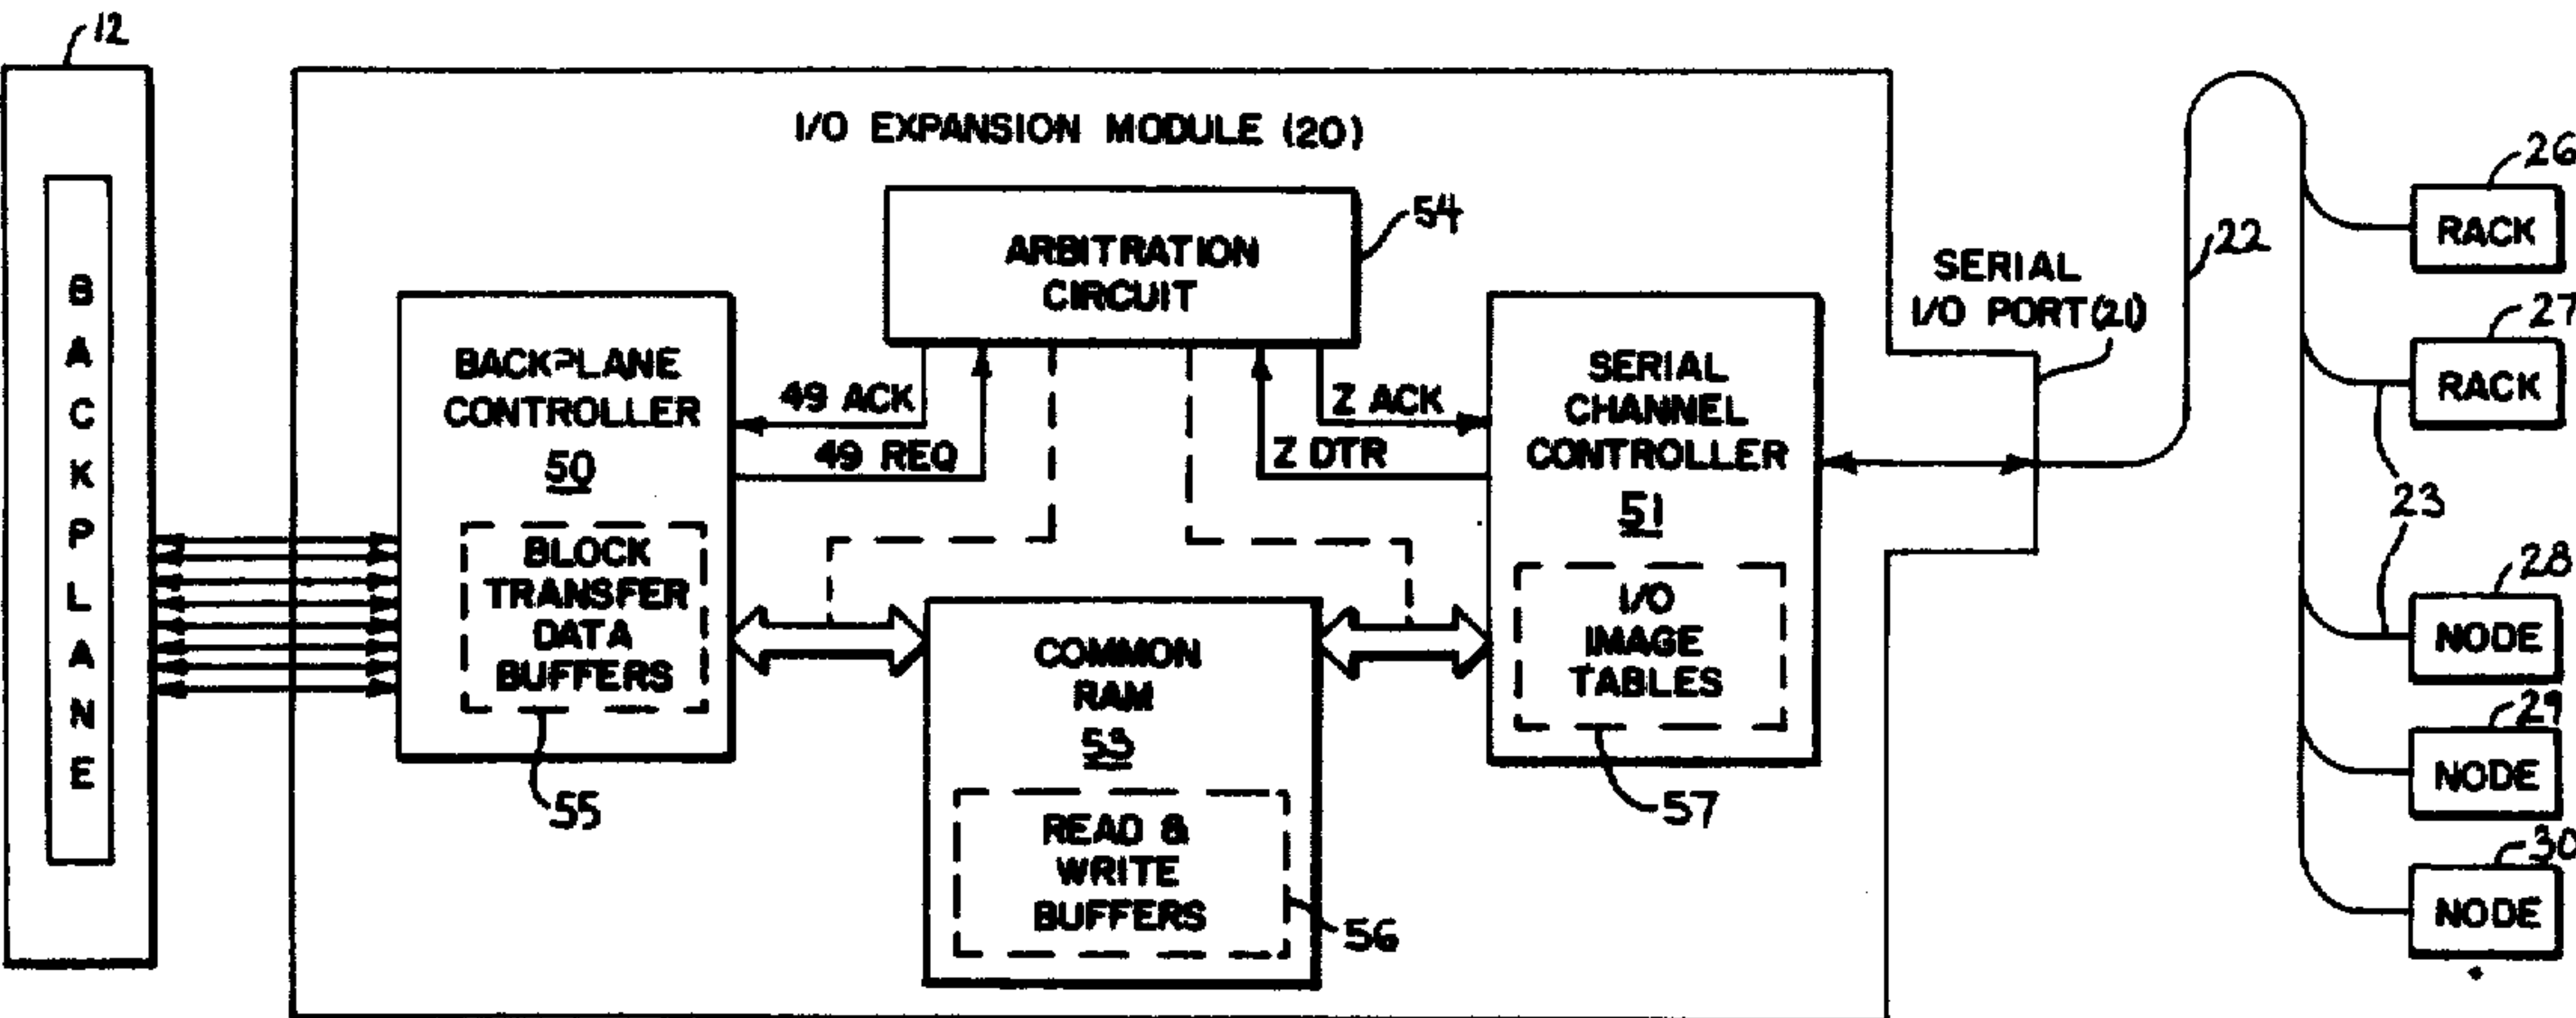 12
BACKPLANE
I/O EXPANSION MODULE (20)
ARBITRATION
CIRCUIT
54
BACKPLANE
CONTROLLER
50
BLOCK
TRANSFER
DATA
BUFFERS
55
49 ACK
49 REQ
Z ACK
Z DTR
COMMON
RAM
53
READ &
WRITE
BUFFERS
56
SERIAL
CHANNEL
CONTROLLER
51
I/O
IMAGE
TABLES
57
SERIAL
I/O PORT (21)
22
23
26
RACK
27
RACK
28
NODE
29
NODE
30
NODE